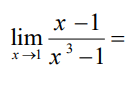 lim x→1 (x − 1)/(x³ − 1) =